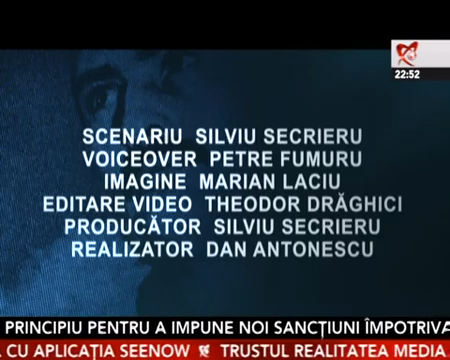 22:52
SCENARIU SILVIU SECRIERU
VOICEOVER PETRE FUMURU
IMAGINE MARIAN LACIU
EDITARE VIDEO THEODOR DRĂGHICI
PRODUCĂTOR SILVIU SECRIERU
REALIZATOR DAN ANTONESCU
PRINCIPIU PENTRU A IMPUNE NOI SANCȚIUNI ÎMPOTRIVA
CU APLICAȚIA SEENOW TRUSTUL REALITATEA MEDIA